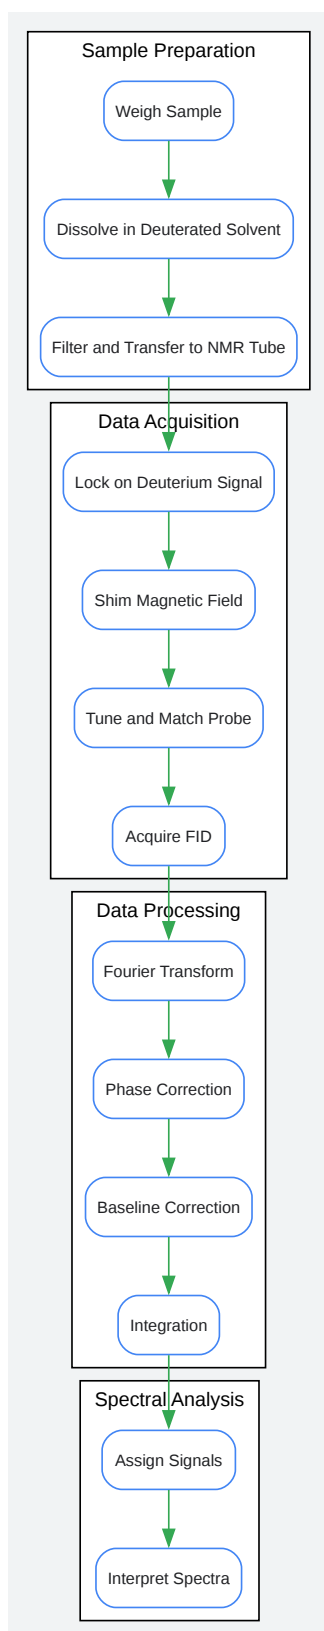 Sample Preparation
Weigh Sample
Dissolve in Deuterated Solvent
Filter and Transfer to NMR Tube
Data Acquisition
Lock on Deuterium Signal
Shim Magnetic Field
Tune and Match Probe
Acquire FID
Data Processing
Fourier Transform
Phase Correction
Baseline Correction
Integration
Spectral Analysis
Assign Signals
Interpret Spectra